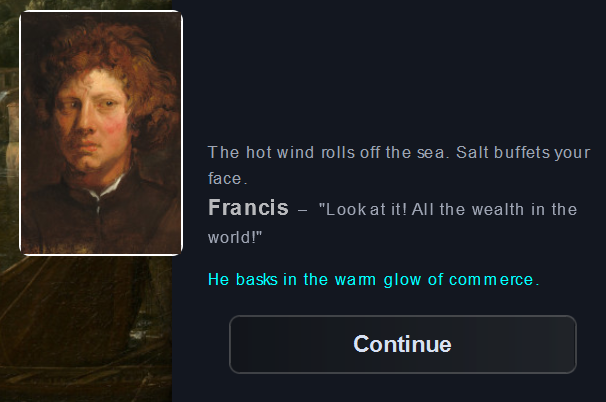 The hot wind rolls off the sea. Salt buffets your
face.
Francis – "Look at it! All the wealth in the
world!"
He basks in the warm glow of commerce.
Continue